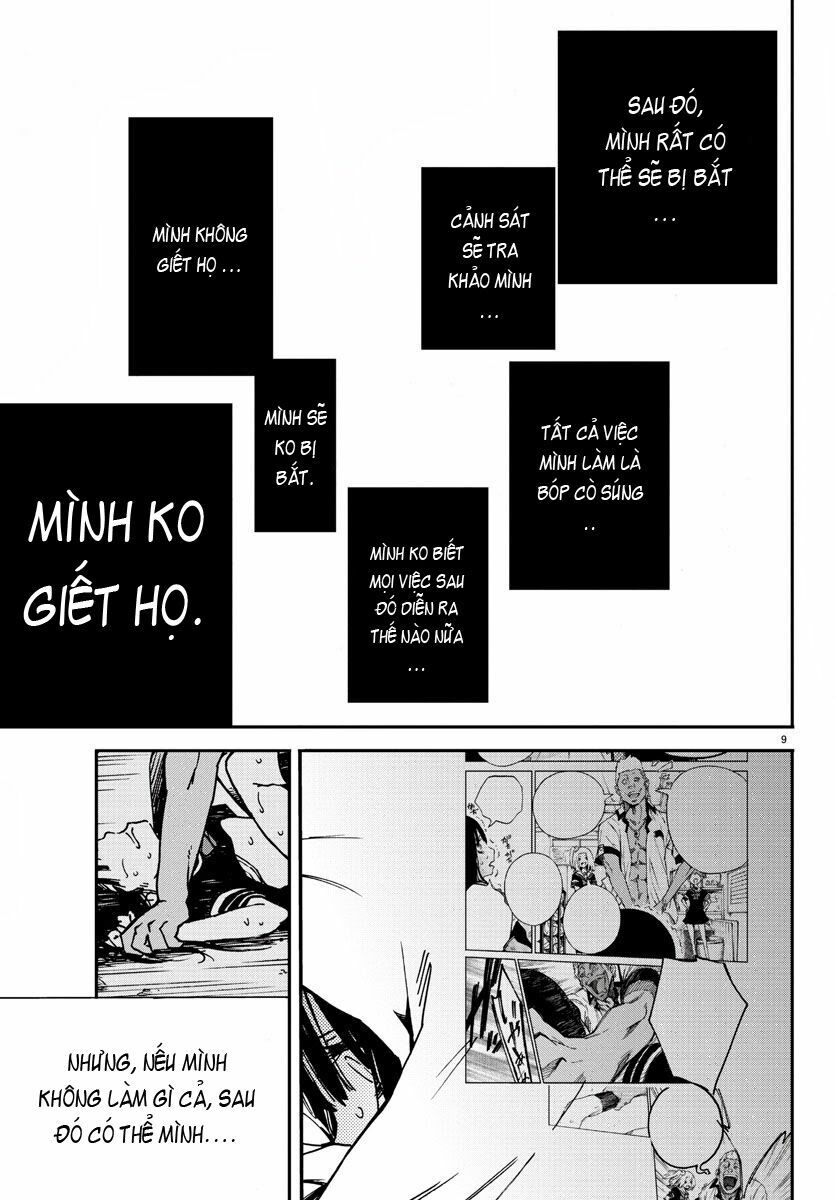 SAU ĐÓ,
MÌNH RẤT CÓ
THỂ SẼ BỊ BẮT
...
CẢNH SÁT
SẼ TRA
KHẢO MÌNH
...
TẤT CẢ VIỆC
MÌNH LÀM LÀ
BÓP CÒ SÚNG
..
MÌNH KO BIẾT
MỌI VIỆC SAU
ĐÓ DIỄN RA
THẾ NÀO NỮA
...
MÌNH KHÔNG
GIẾT HỌ ...
MÌNH SẼ
KO BỊ
BẮT.
MÌNH KO
GIẾT HỌ.
9
NHƯNG, NẾU MÌNH
KHÔNG LÀM GÌ CẢ, SAU
ĐÓ CÓ THỂ MÌNH....